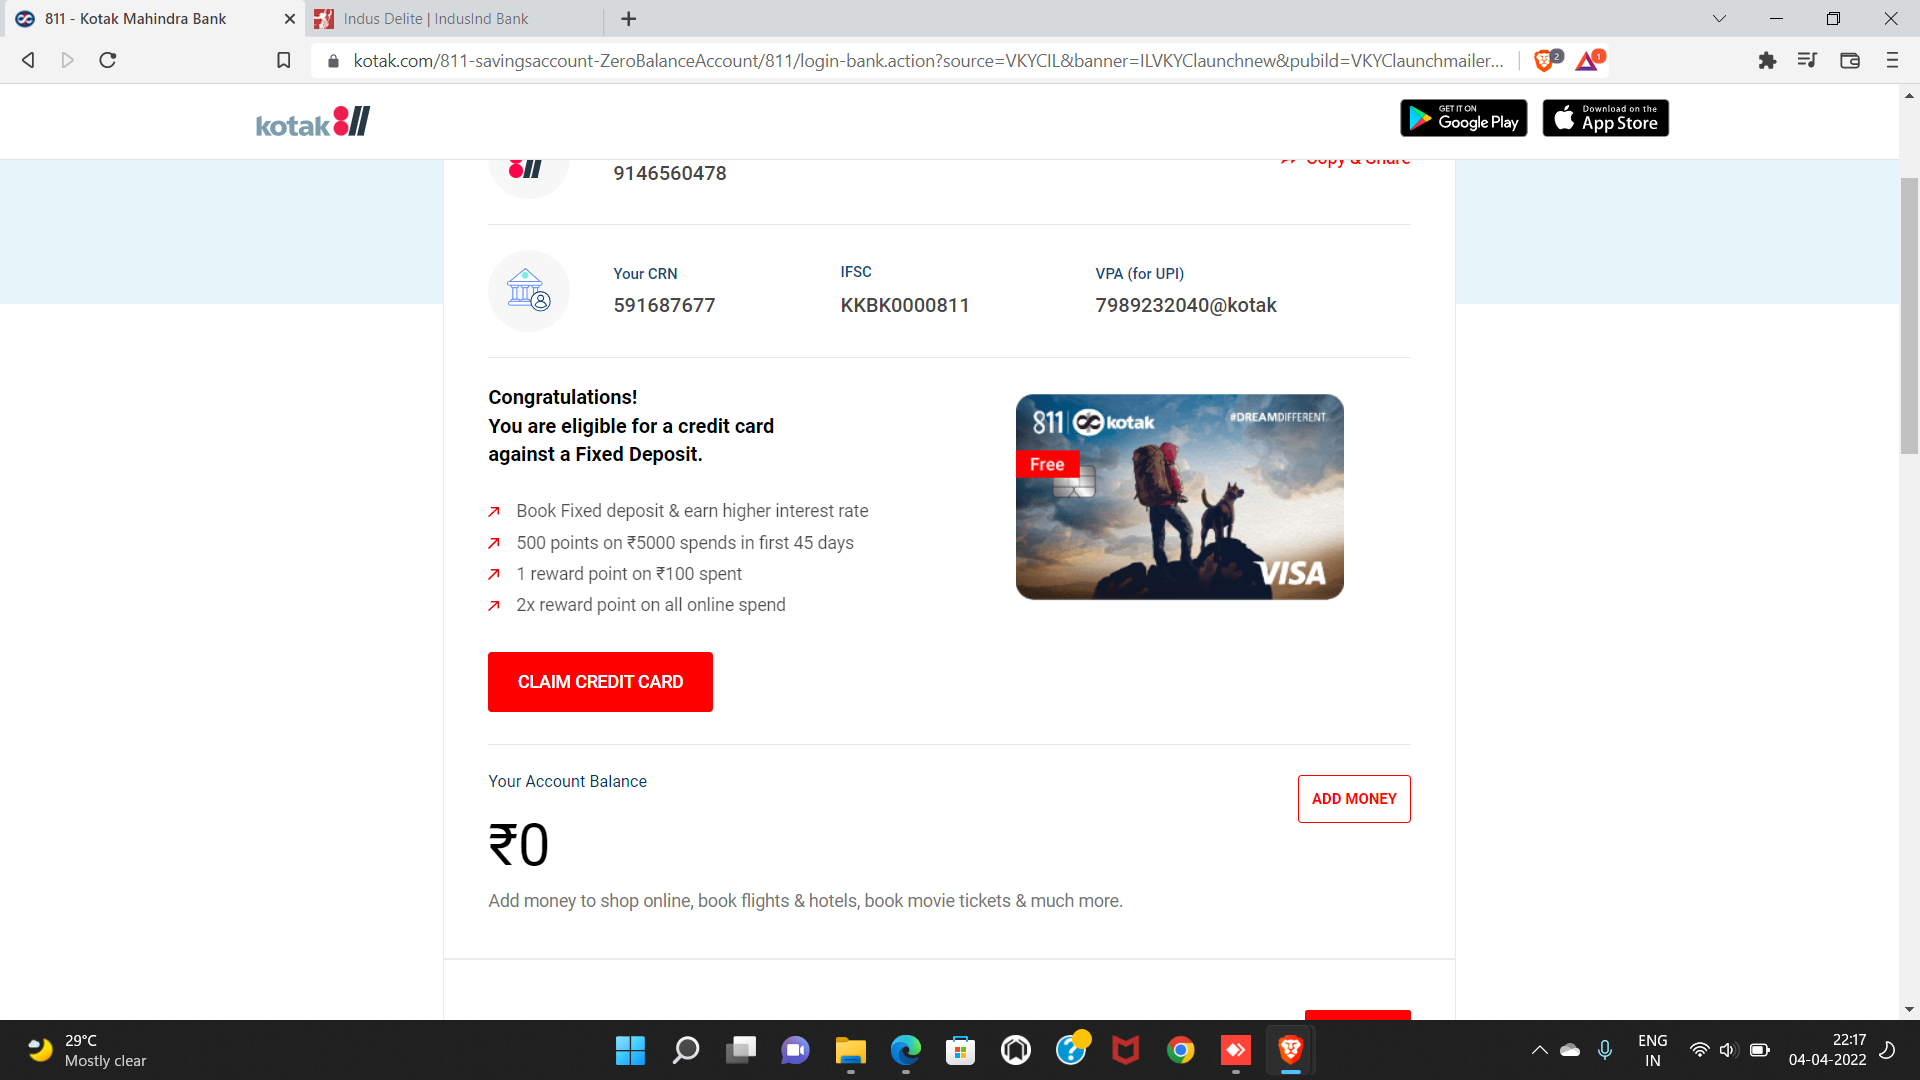 811 - Kotak Mahindra Bank
Indus Delite | IndusInd Bank
kotak.com/811-savingsaccount-ZeroBalanceAccount/811/login-bank.action?source=VKYCIL&banner=ILVKYClaunchnew&pubild=VKYClaunchmailer...
2
1
kotak811
GET IT ON
Google Play
Download on the
App Store
811
9146560478
Copy & Share
Your CRN
IFSC
VPA (for UPI)
591687677
KKBK0000811
7989232040@kotak
Congratulations!
You are eligible for a credit card
against a Fixed Deposit.
811 kotak
#DREAMDIFFERENT
Free
VISA
Book Fixed deposit & earn higher interest rate
500 points on ₹5000 spends in first 45 days
1 reward point on ₹100 spent
2x reward point on all online spend
CLAIM CREDIT CARD
Your Account Balance
ADD MONEY
₹0
Add money to shop online, book flights & hotels, book movie tickets & much more.
29°C
Mostly clear
ENG
IN
22:17
04-04-2022